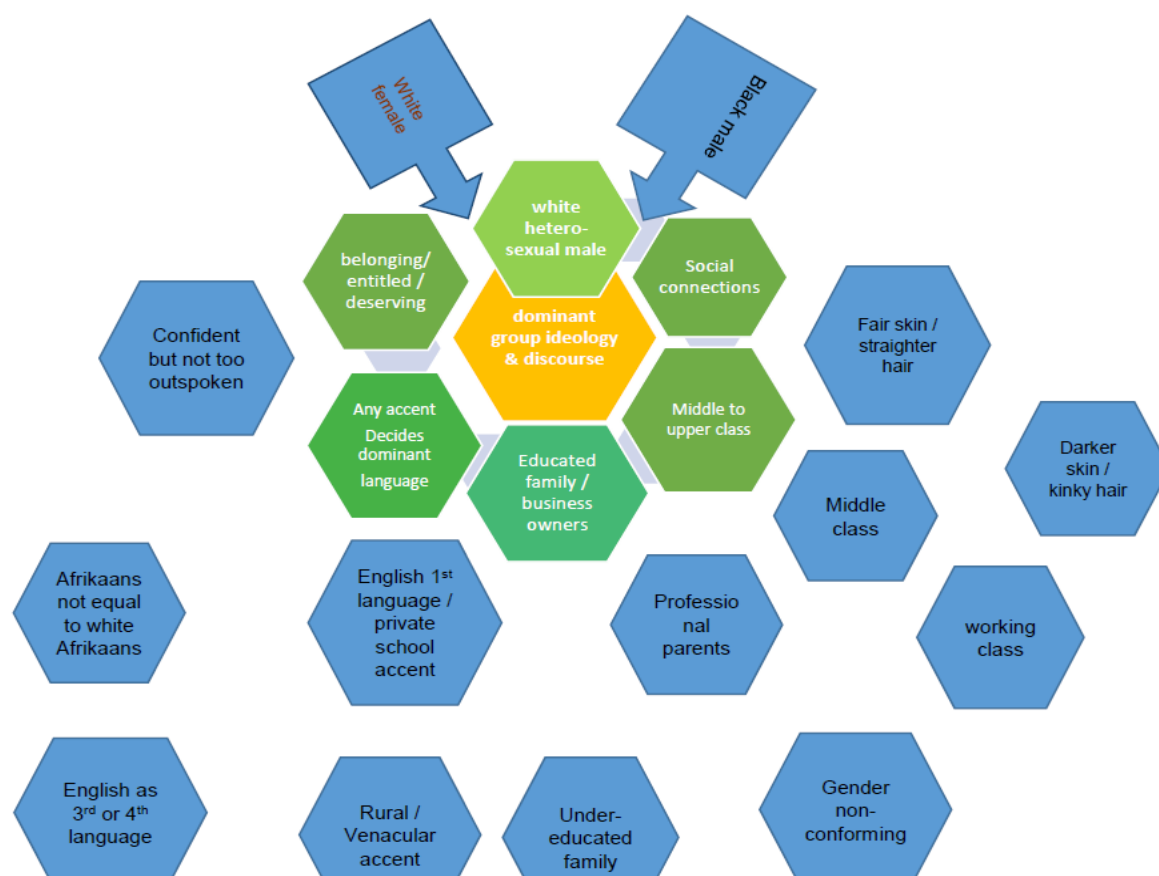 White
female
Black male
white
hetero-
sexual male
belonging/
entitled /
deserving
Social
connections
dominant
group ideology
& discourse
Confident
but not too
outspoken
Fair skin /
straighter
hair
Any accent
Decides
dominant
language
Middle to
upper class
Educated
family /
business
owners
Darker
skin /
kinky hair
Middle
class
Afrikaans
not equal
to white
Afrikaans
English 1st
language /
private
school
accent
Professio
nal
parents
working
class
English as
3rd or 4th
language
Rural /
Venacular
accent
Under-
educated
family
Gender
non-
conforming